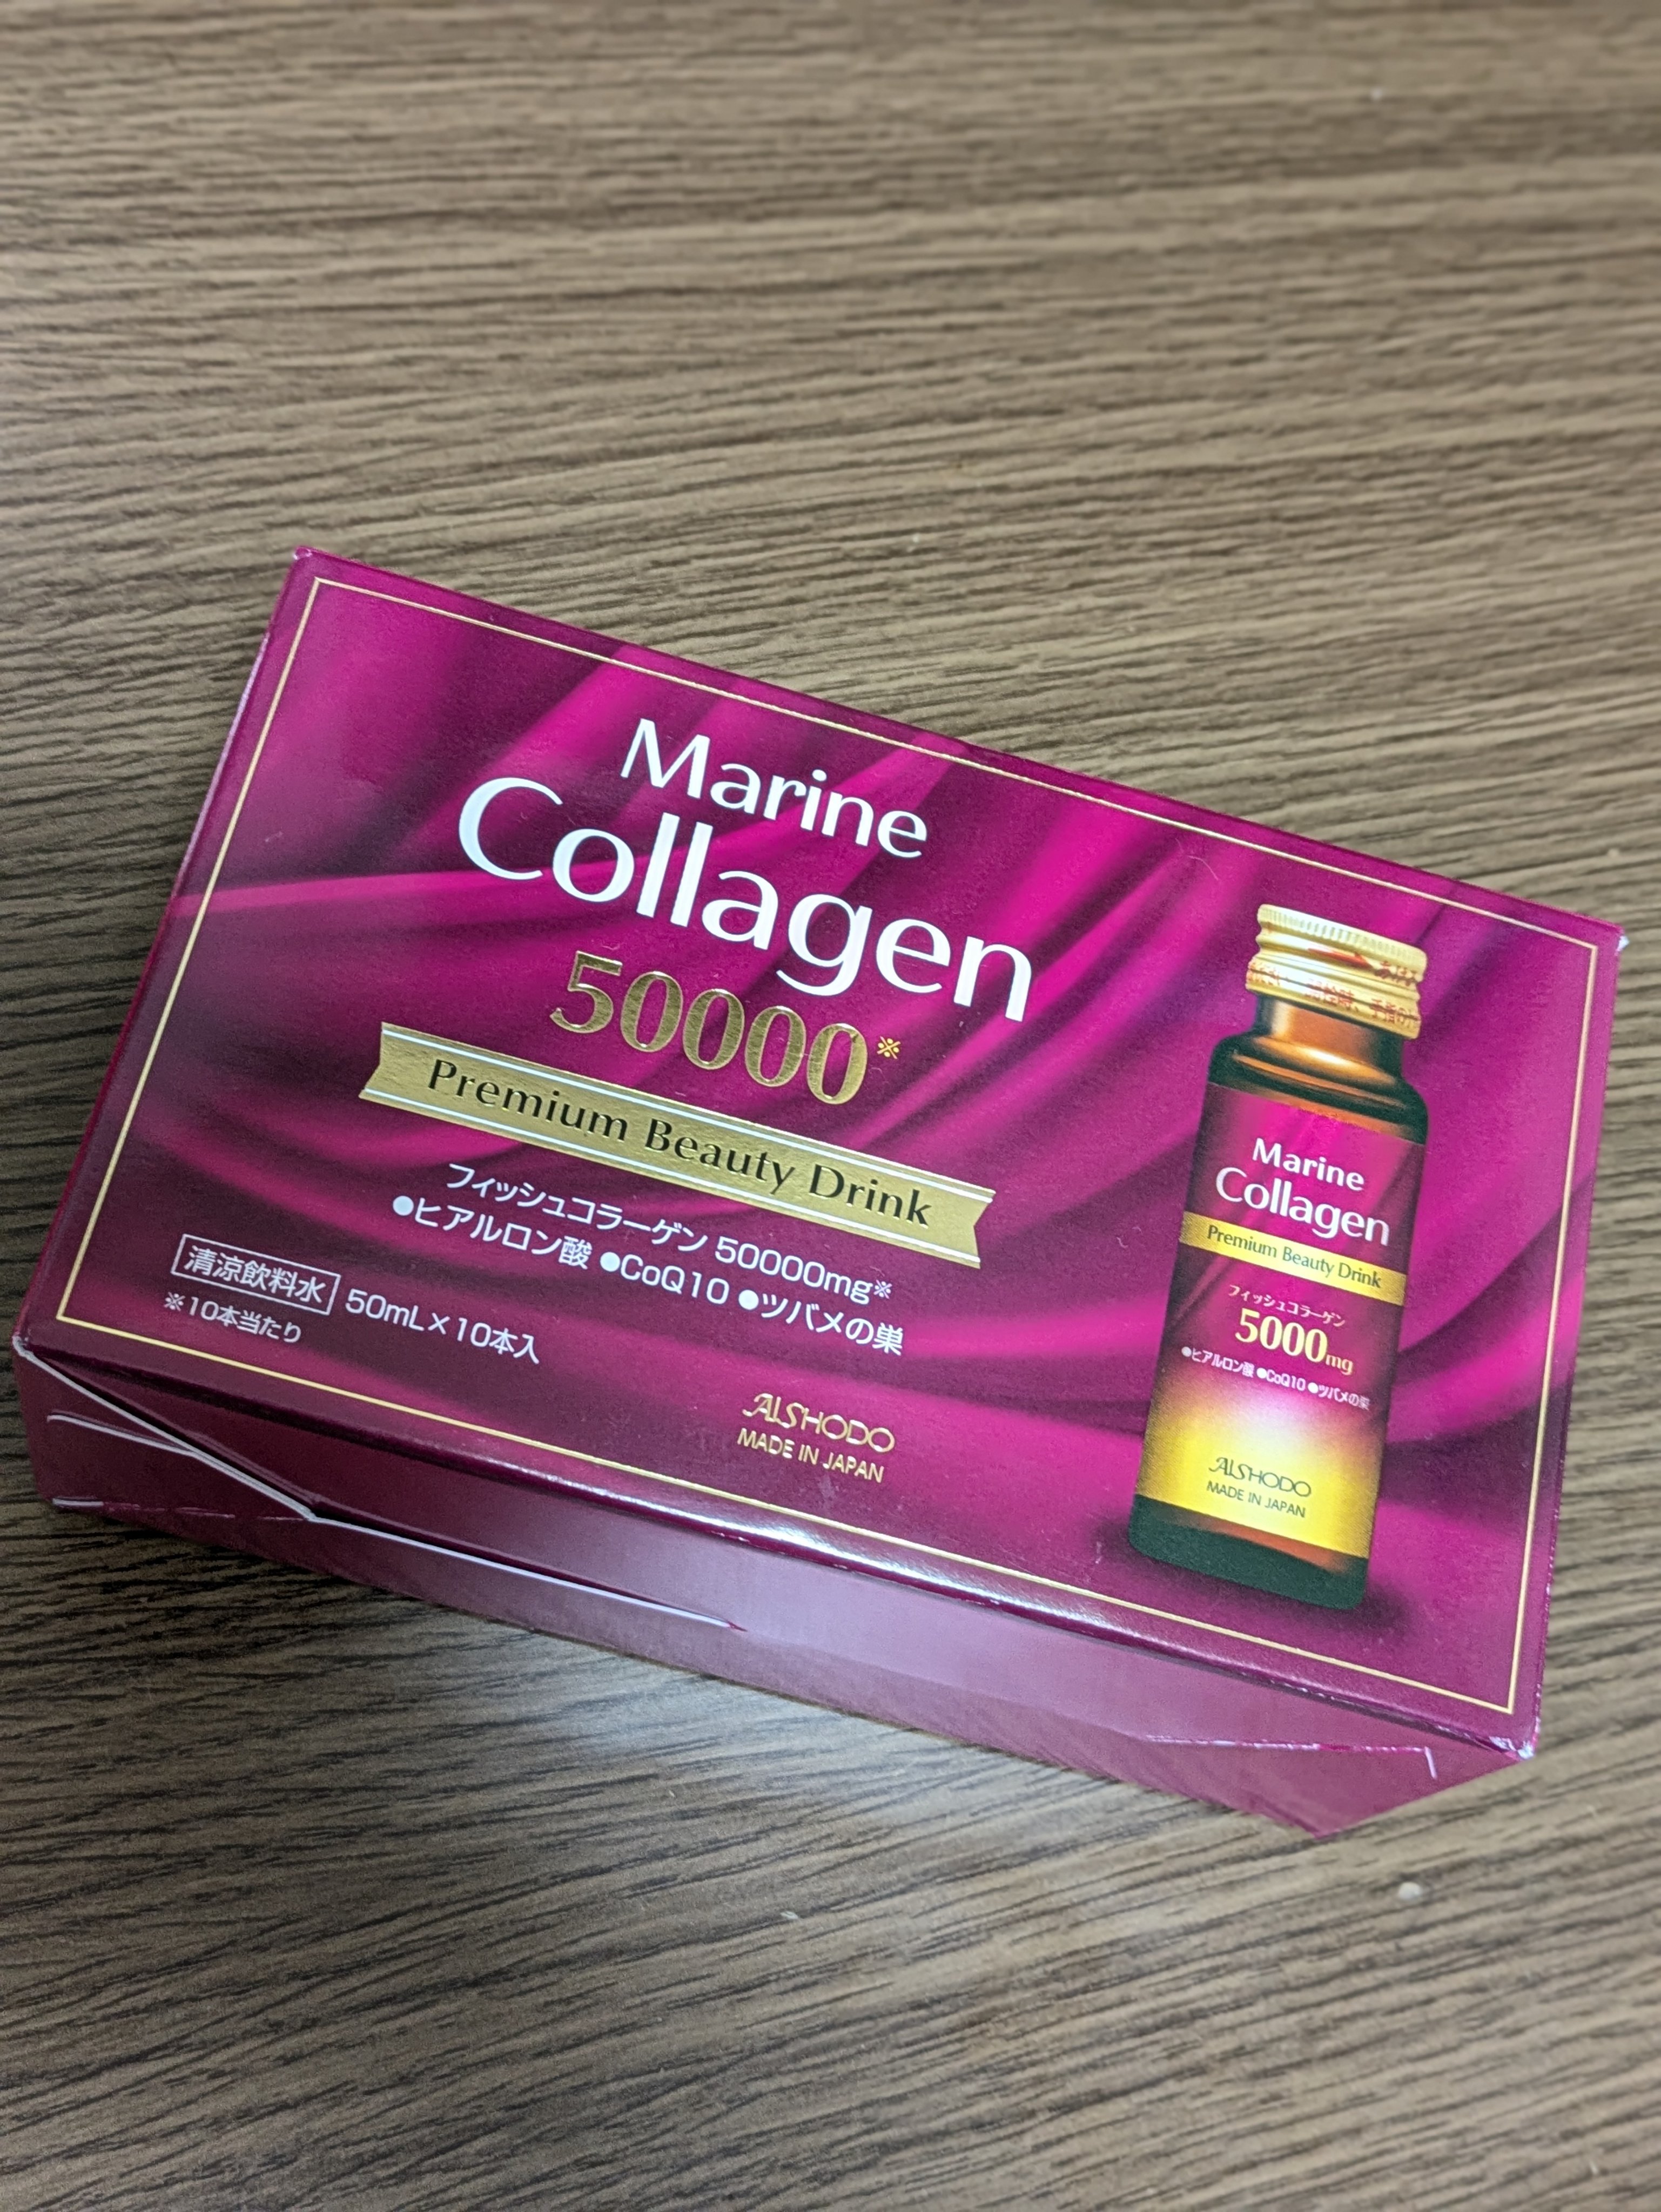 Marine
Collagen
50000※
Premium Beauty Drink
フィッシュコラーゲン 50000mg※
●ヒアルロン酸 ●CoQ10 ●ツバメの巣
清涼飲料水 50mL×10本入
※10本当たり
AISHODO
MADE IN JAPAN
Marine
Collagen
Premium Beauty Drink
フィッシュコラーゲン
5000mg
●ヒアルロン酸 ●CoQ10 ●ツバメの巣
AISHODO
MADE IN JAPAN